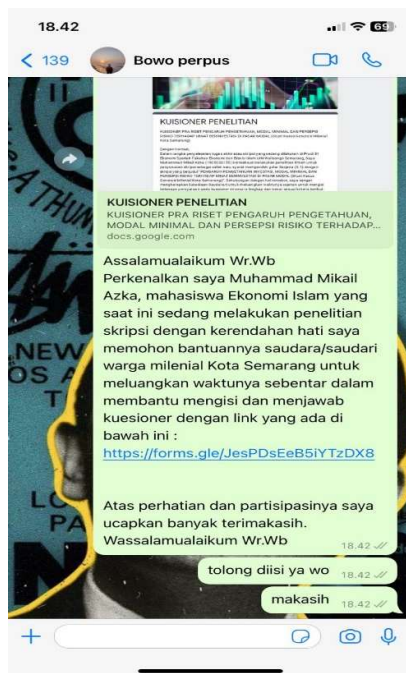 18.42
69
139
Bowo perpus
KUISIONER PENELITIAN
KUISIONER PENELITIAN
KUISIONER PRA RISET PENGARUH PENGETAHUAN,
MODAL MINIMAL DAN PERSEPSI RISIKO TERHADAP...
docs.google.com
Assalamualaikum Wr.Wb
Perkenalkan saya Muhammad Mikail
Azka, mahasiswa Ekonomi Islam yang
saat ini sedang melakukan penelitian
skripsi dengan kerendahan hati saya
memohon bantuannya saudara/saudari
warga milenial Kota Semarang untuk
meluangkan waktunya sebentar dalam
membantu mengisi dan menjawab
kuesioner dengan link yang ada di
bawah ini :
https://forms.gle/JesPDsEeB5iYTzDX8
Atas perhatian dan partisipasinya saya
ucapkan banyak terimakasih.
Wassalamualaikum Wr.Wb
18.42
tolong diisi ya wo
18.42
makasih
18.42
NEW